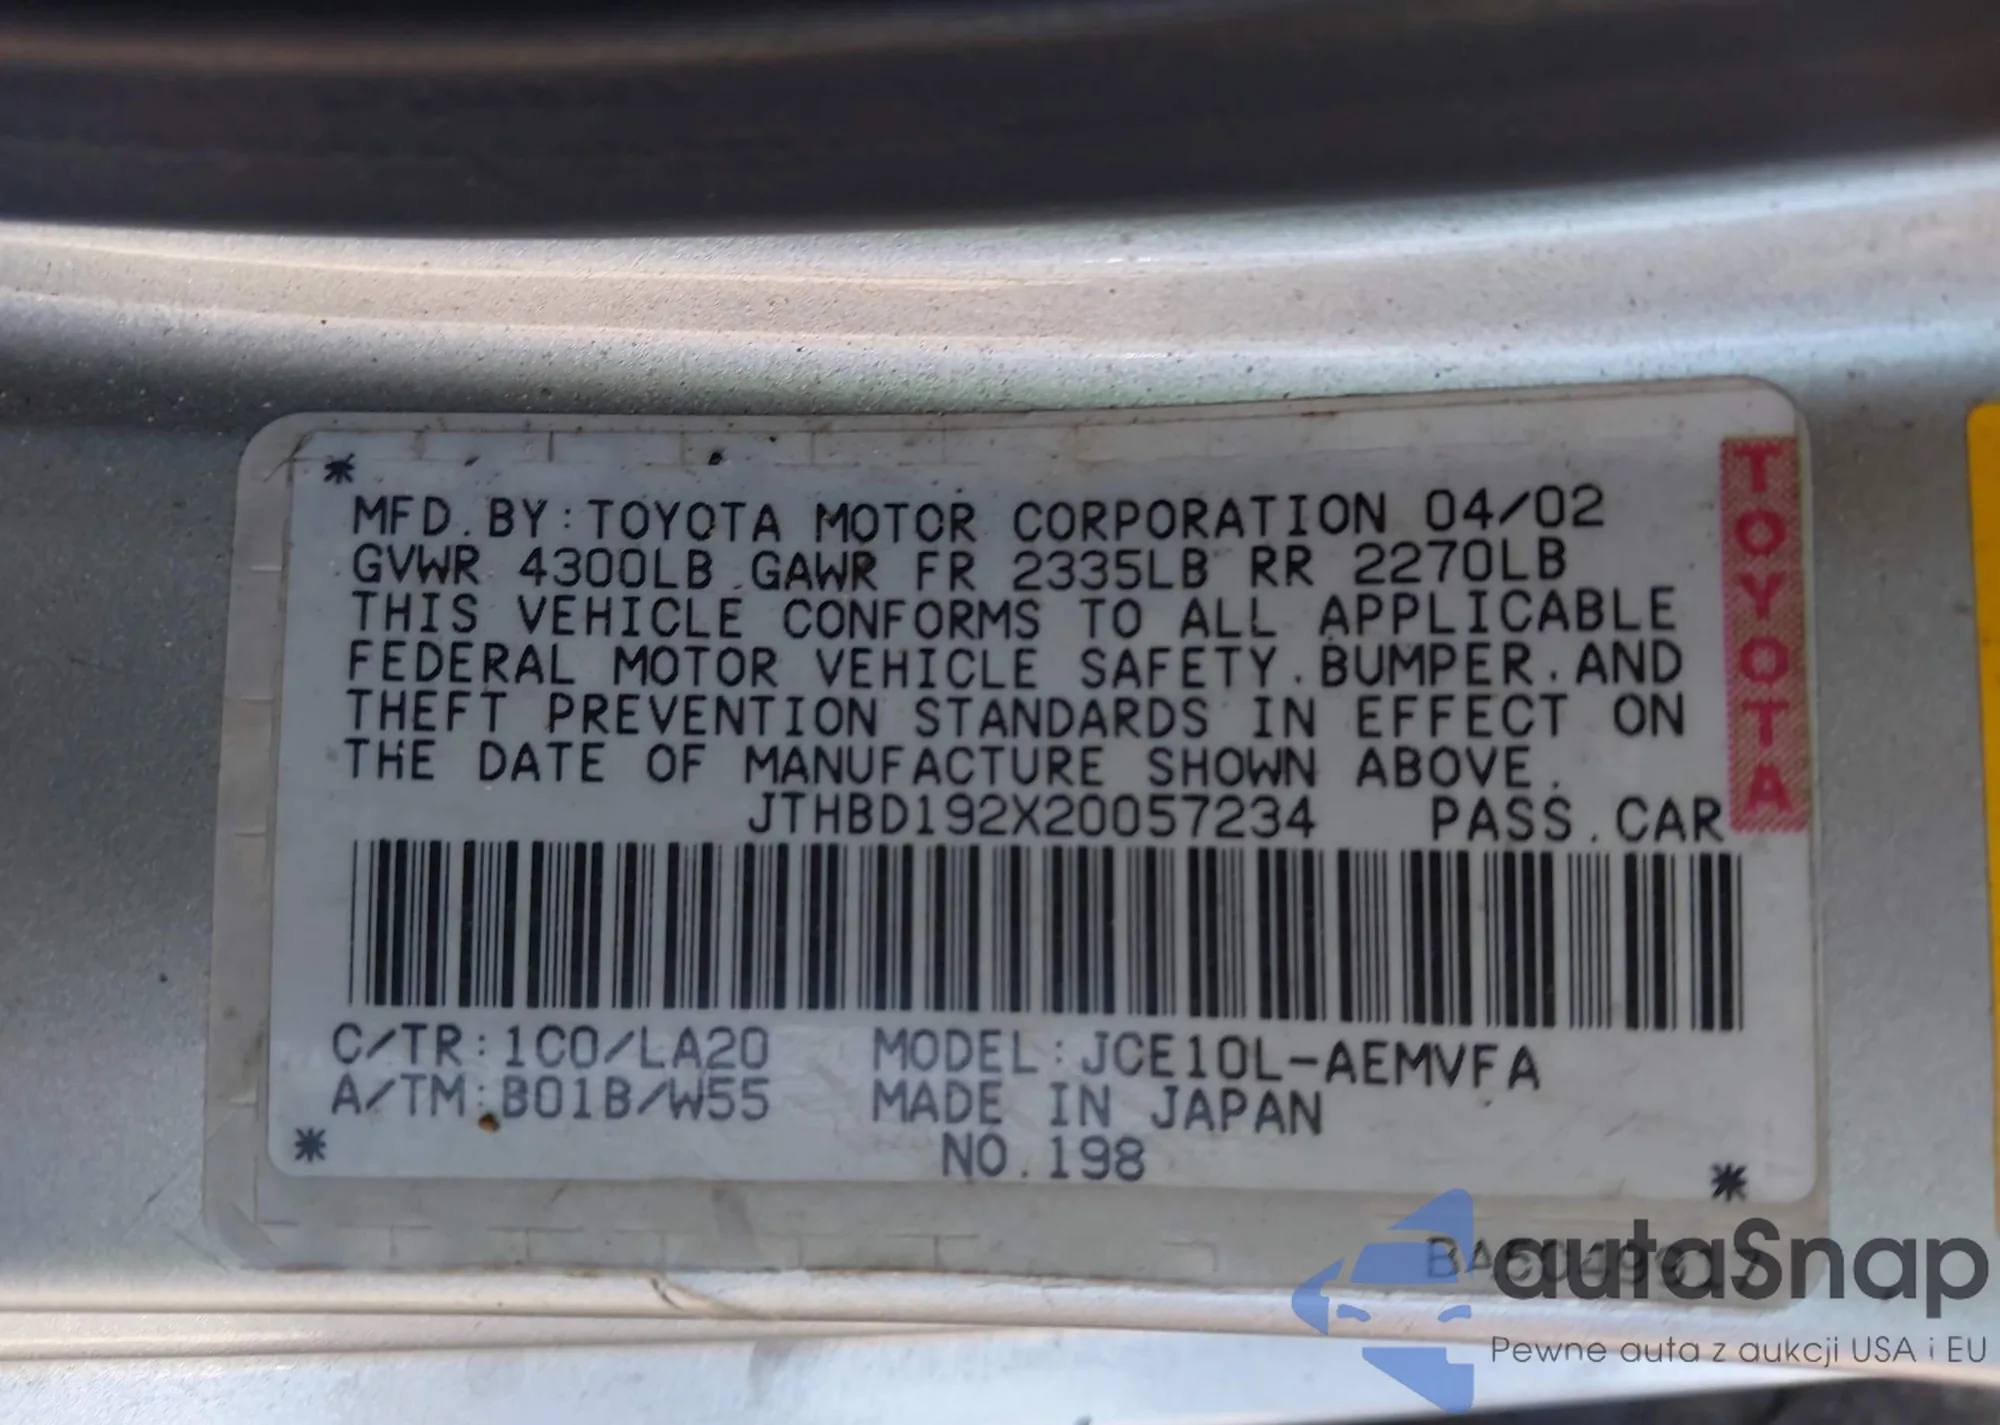 *
MFD. BY: TOYOTA MOTOR CORPORATION 04/02
GVWR 4300LB GAWR FR 2335LB RR 2270LB
THIS VEHICLE CONFORMS TO ALL APPLICABLE
FEDERAL MOTOR VEHICLE SAFETY. BUMPER. AND
THEFT PREVENTION STANDARDS IN EFFECT ON
THE DATE OF MANUFACTURE SHOWN ABOVE.
JTHBD192X20057234 PASS. CAR
TOYOTA
C/TR: 1C0/LA20 MODEL: JCE10L-AEMVFA
A/TM: B01B/W55 MADE IN JAPAN
NO. 198
* *
autoSnap
Pewne auta z aukcji USA i EU